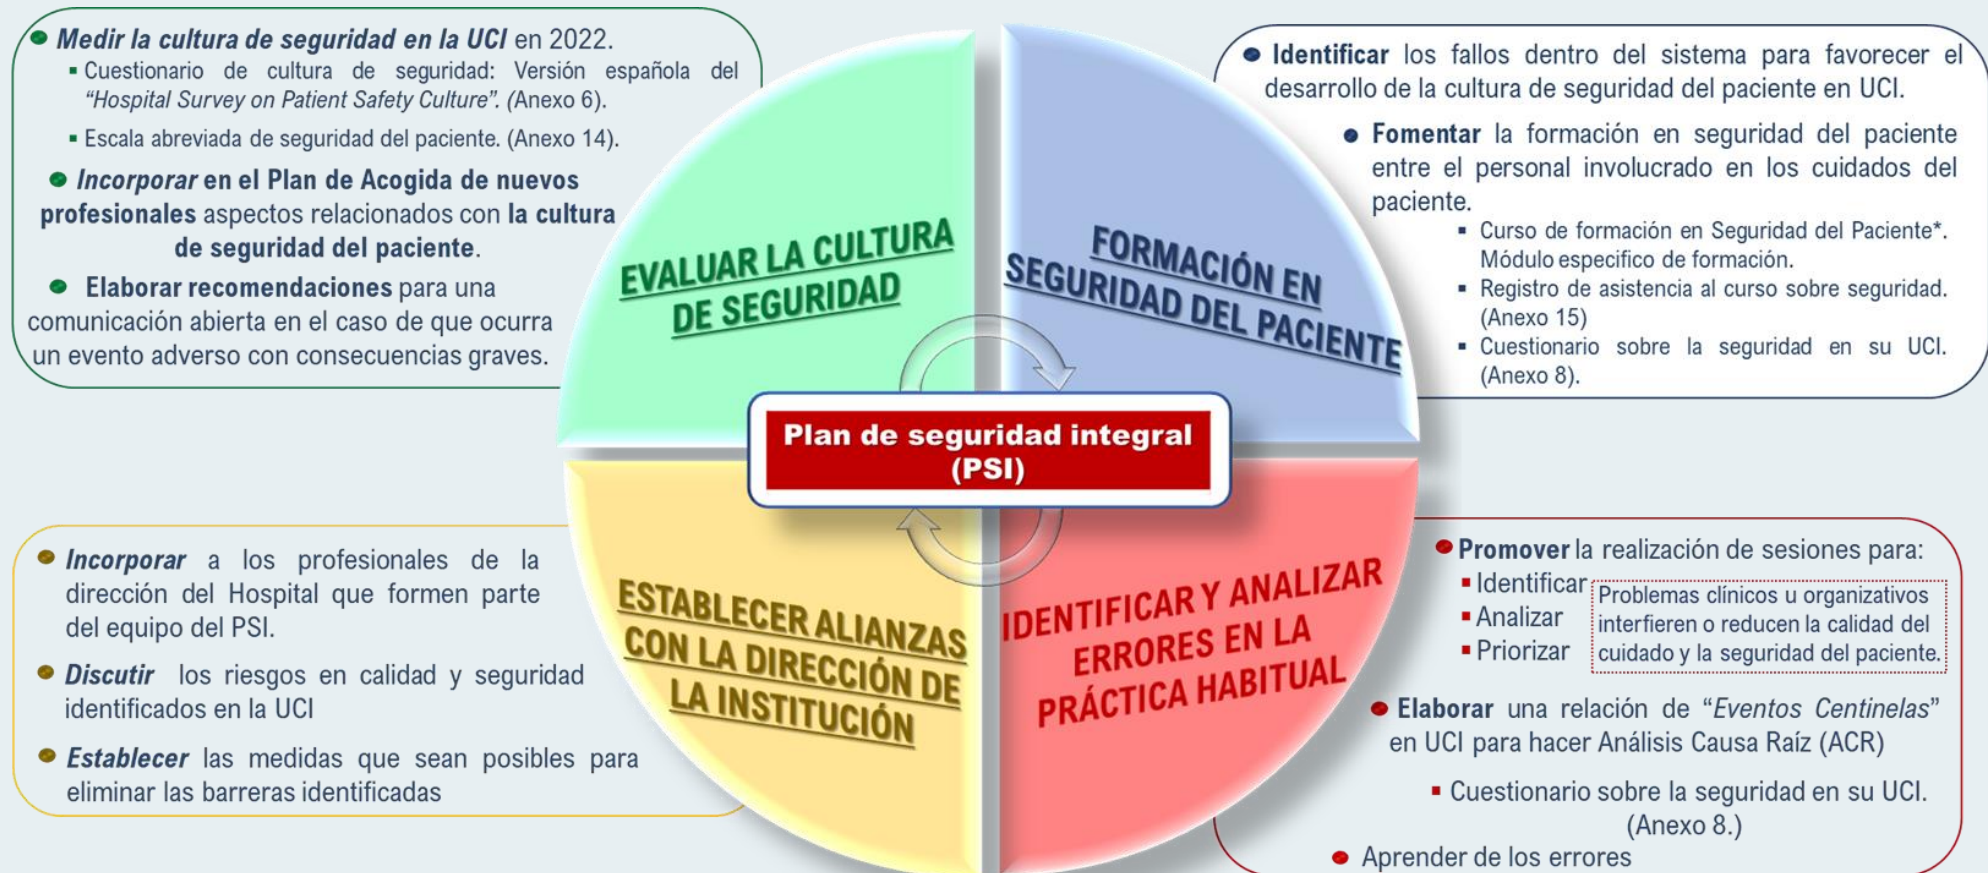 Medir la cultura de seguridad en la UCI en 2022.
Cuestionario de cultura de seguridad: Versión española del
“Hospital Survey on Patient Safety Culture”. (Anexo 6).
Escala abreviada de seguridad del paciente. (Anexo 14).
Incorporar en el Plan de Acogida de nuevos
profesionales aspectos relacionados con la cultura
de seguridad del paciente.
Elaborar recomendaciones para una
comunicación abierta en el caso de que ocurra
un evento adverso con consecuencias graves.
EVALUAR LA CULTURA
DE SEGURIDAD
FORMACIÓN EN
SEGURIDAD DEL PACIENTE
Identificar los fallos dentro del sistema para favorecer el
desarrollo de la cultura de seguridad del paciente en UCI.
Fomentar la formación en seguridad del paciente
entre el personal involucrado en los cuidados del
paciente.
Curso de formación en Seguridad del Paciente*.
Módulo especifico de formación.
Registro de asistencia al curso sobre seguridad.
(Anexo 15)
Cuestionario sobre la seguridad en su UCI.
(Anexo 8).
Plan de seguridad integral
(PSI)
Incorporar a los profesionales de la
dirección del Hospital que formen parte
del equipo del PSI.
Discutir los riesgos en calidad y seguridad
identificados en la UCI
Establecer las medidas que sean posibles para
eliminar las barreras identificadas
ESTABLECER ALIANZAS
CON LA DIRECCIÓN DE
LA INSTITUCIÓN
IDENTIFICAR Y ANALIZAR
ERRORES EN LA
PRÁCTICA HABITUAL
Promover la realización de sesiones para:
Identificar
Analizar
Priorizar
Problemas clínicos u organizativos
interfieren o reducen la calidad del
cuidado y la seguridad del paciente.
Elaborar una relación de “Eventos Centinelas”
en UCI para hacer Análisis Causa Raíz (ACR)
Cuestionario sobre la seguridad en su UCI.
(Anexo 8.)
Aprender de los errores